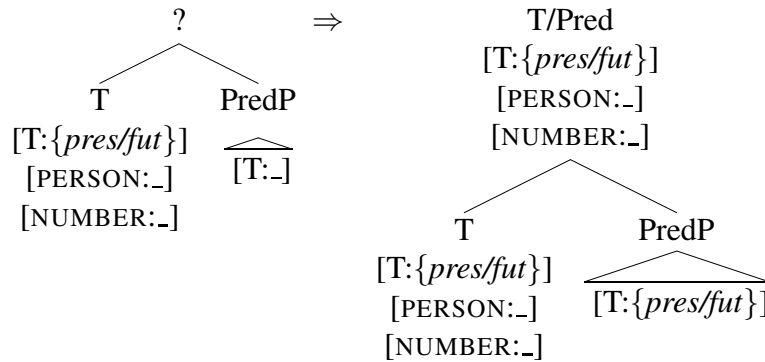 ? ⇒ T/Pred
[T:{pres/fut}]
[PERSON:_]
[NUMBER:_]
T PredP
[T:{pres/fut}] [T:_]
[PERSON:_]
[NUMBER:_]
T PredP
[T:{pres/fut}] [T:{pres/fut}]
[PERSON:_]
[NUMBER:_]